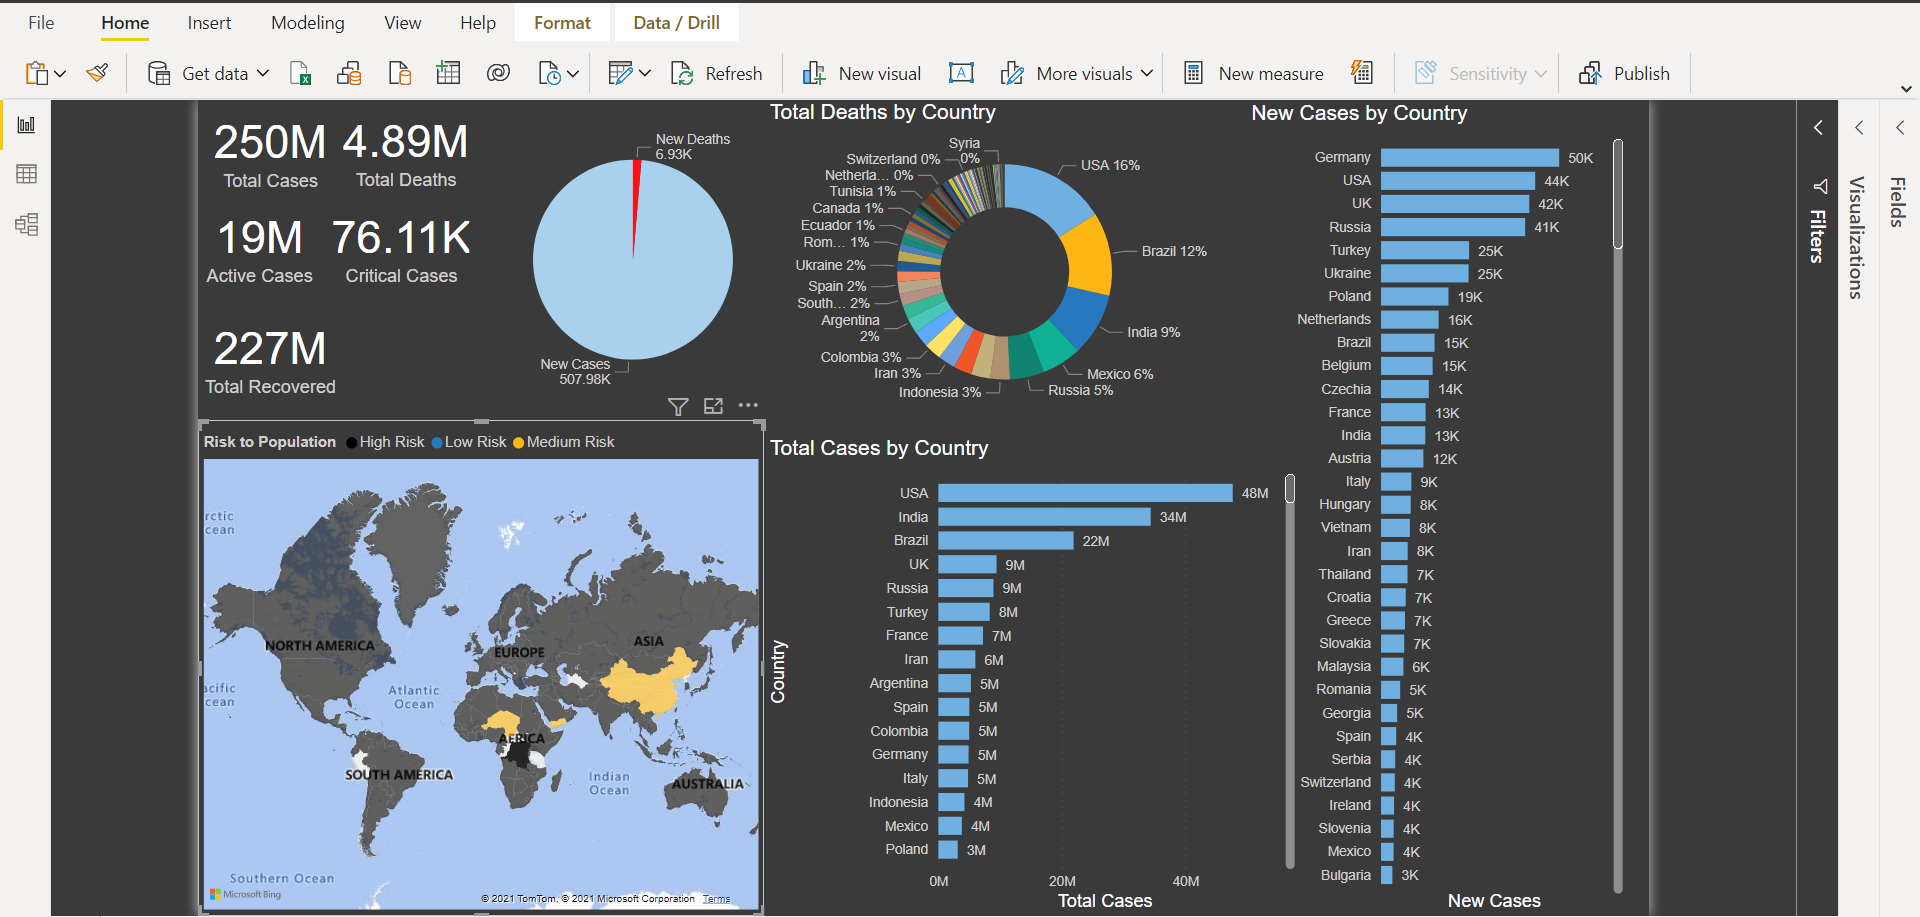 File Home Insert Modeling View Help Format Data / Drill
Get data Refresh New visual A More visuals New measure Sensitivity Publish
250M
Total Cases
4.89M
Total Deaths
19M
Active Cases
76.11K
Critical Cases
227M
Total Recovered
New Deaths
6.93K
New Cases
507.98K
Total Deaths by Country
Syria
0%
Switzerland 0%
Netherla... 0%
Tunisia 1%
Canada 1%
Ecuador 1%
Rom... 1%
Ukraine 2%
Spain 2%
South... 2%
Argentina
2%
Colombia 3%
Iran 3%
Indonesia 3%
USA 16%
Brazil 12%
India 9%
Mexico 6%
Russia 5%
New Cases by Country
Germany 50K
USA 44K
UK 42K
Russia 41K
Turkey 25K
Ukraine 25K
Poland 19K
Netherlands 16K
Brazil 15K
Belgium 15K
Czechia 14K
France 13K
India 13K
Austria 12K
Italy 9K
Hungary 8K
Vietnam 8K
Iran 8K
Thailand 7K
Croatia 7K
Greece 7K
Slovakia 7K
Malaysia 6K
Romania 5K
Georgia 5K
Spain 4K
Serbia 4K
Switzerland 4K
Ireland 4K
Slovenia 4K
Mexico 4K
Bulgaria 3K
New Cases
Filters
Visualizations
Fields
Risk to Population High Risk Low Risk Medium Risk
rctic
cean
NORTH AMERICA
EUROPE
ASIA
acific
cean
Atlantic
Ocean
AFRICA
SOUTH AMERICA
Indian
Ocean
AUSTRALIA
Southern Ocean
Microsoft Bing
© 2021 TomTom, © 2021 Microsoft Corporation Terms
Total Cases by Country
Country
USA 48M
India 34M
Brazil 22M
UK 9M
Russia 9M
Turkey 8M
France 7M
Iran 6M
Argentina 5M
Spain 5M
Colombia 5M
Germany 5M
Italy 5M
Indonesia 4M
Mexico 4M
Poland 3M
0M 20M 40M
Total Cases